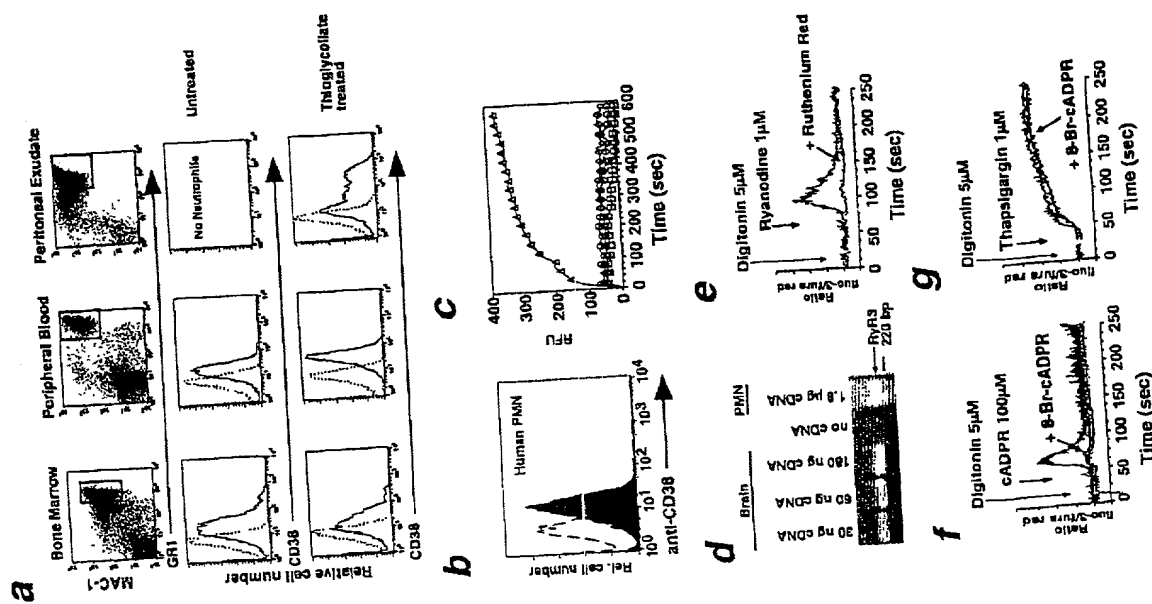 a
Bone Marrow
Peripheral Blood
Peritoneal Exudate
MAC-1
GR1
Untreated
No Neutrophils
CD38
Thioglycollate
treated
CD38
Relative cell number
b
Human PMN
Rel. cell number
10⁰ 10¹ 10² 10³ 10⁴
anti-CD38
c
RFU
400
300
200
100
0
0 100 200 300 400 500 600
Time (sec)
d
Brain
PMN
30 ng cDNA
60 ng cDNA
180 ng cDNA
no cDNA
1.8 µg cDNA
RyR3
220 bp
e
Digitonin 5µM
Ryanodine 1µM
+ Ruthenium Red
Ratio
fluo-3/fura red
0 50 100 150 200 250
Time (sec)
f
Digitonin 5µM
cADPR 100µM
+ 8-Br-cADPR
Ratio
fluo-3/fura red
0 50 100 150 200 250
Time (sec)
g
Digitonin 5µM
Thapsigargin 1µM
+ 8-Br-cADPR
Ratio
fluo-3/fura red
0 50 100 150 200 250
Time (sec)